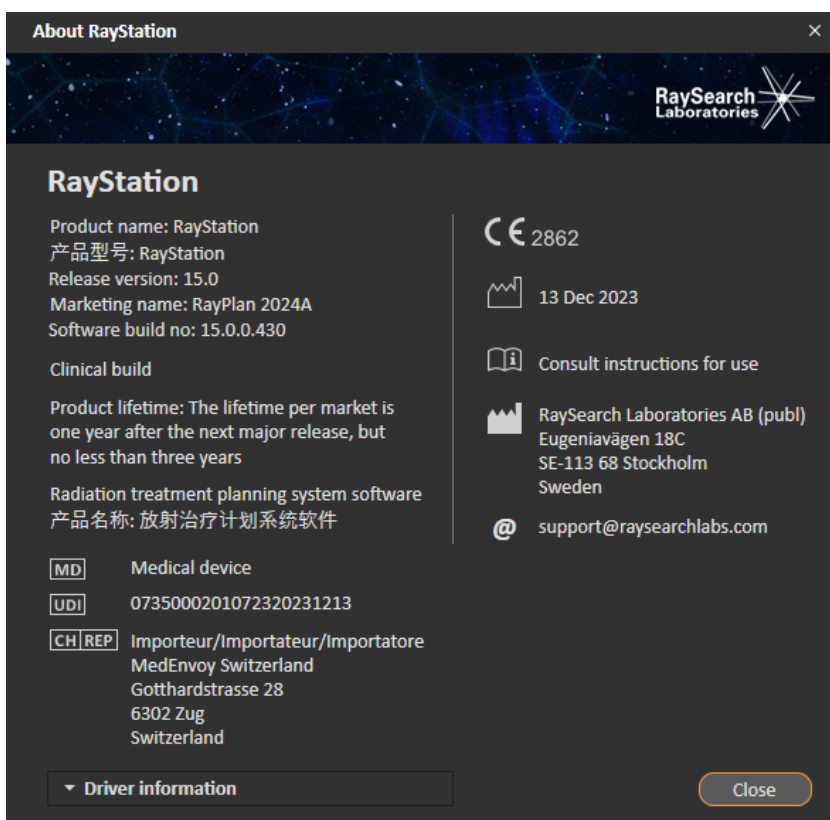 About RayStation
RaySearch
Laboratories
RayStation
Product name: RayStation
产品型号: RayStation
Release version: 15.0
Marketing name: RayPlan 2024A
Software build no: 15.0.0.430
Clinical build
Product lifetime: The lifetime per market is
one year after the next major release, but
no less than three years
Radiation treatment planning system software
产品名称: 放射治疗计划系统软件
MD Medical device
UDI 0735000201072320231213
CH REP Importeur/Importateur/Importatore
MedEnvoy Switzerland
Gotthardstrasse 28
6302 Zug
Switzerland
CE 2862
13 Dec 2023
i Consult instructions for use
RaySearch Laboratories AB (publ)
Eugeniavägen 18C
SE-113 68 Stockholm
Sweden
@ support@raysearchlabs.com
Driver information
Close